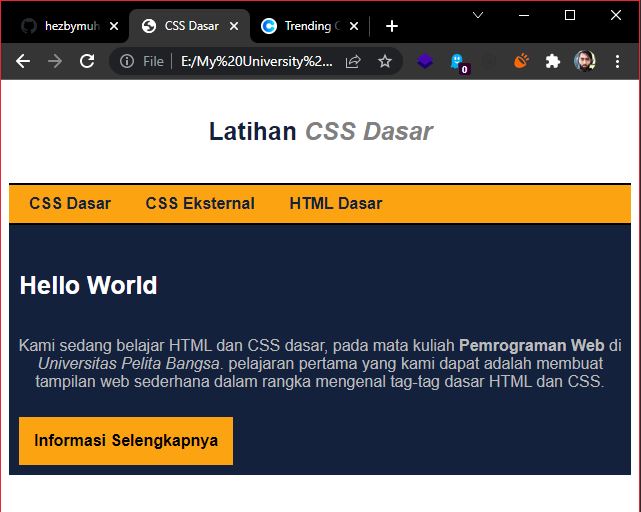 hezbymuh
CSS Dasar
Trending C
File
E:/My%20University%2...
0
Latihan CSS Dasar
CSS Dasar CSS Eksternal HTML Dasar
Hello World
Kami sedang belajar HTML dan CSS dasar, pada mata kuliah Pemrograman Web di
Universitas Pelita Bangsa. pelajaran pertama yang kami dapat adalah membuat
tampilan web sederhana dalam rangka mengenal tag-tag dasar HTML dan CSS.
Informasi Selengkapnya